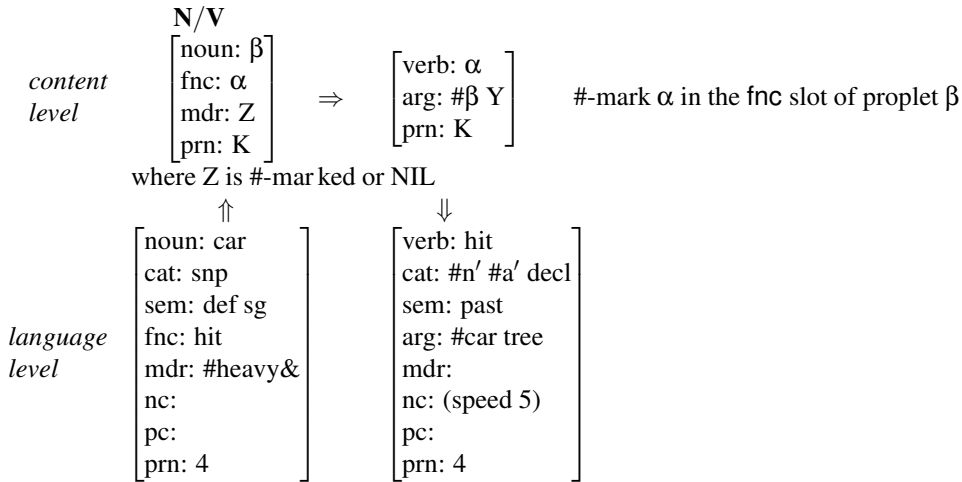 N/V
content level
[noun: β] [verb: α]
fnc: α arg: #β Y
mdr: Z ⇒ prn: K #-mark α in the fnc slot of proplet β
prn: K
where Z is #-mar ked or NIL
⇑ ⇓
language level
noun: car verb: hit
cat: snp cat: #n′ #a′ decl
sem: def sg sem: past
fnc: hit arg: #car tree
mdr: #heavy& mdr:
nc: nc: (speed 5)
pc: pc:
prn: 4 prn: 4